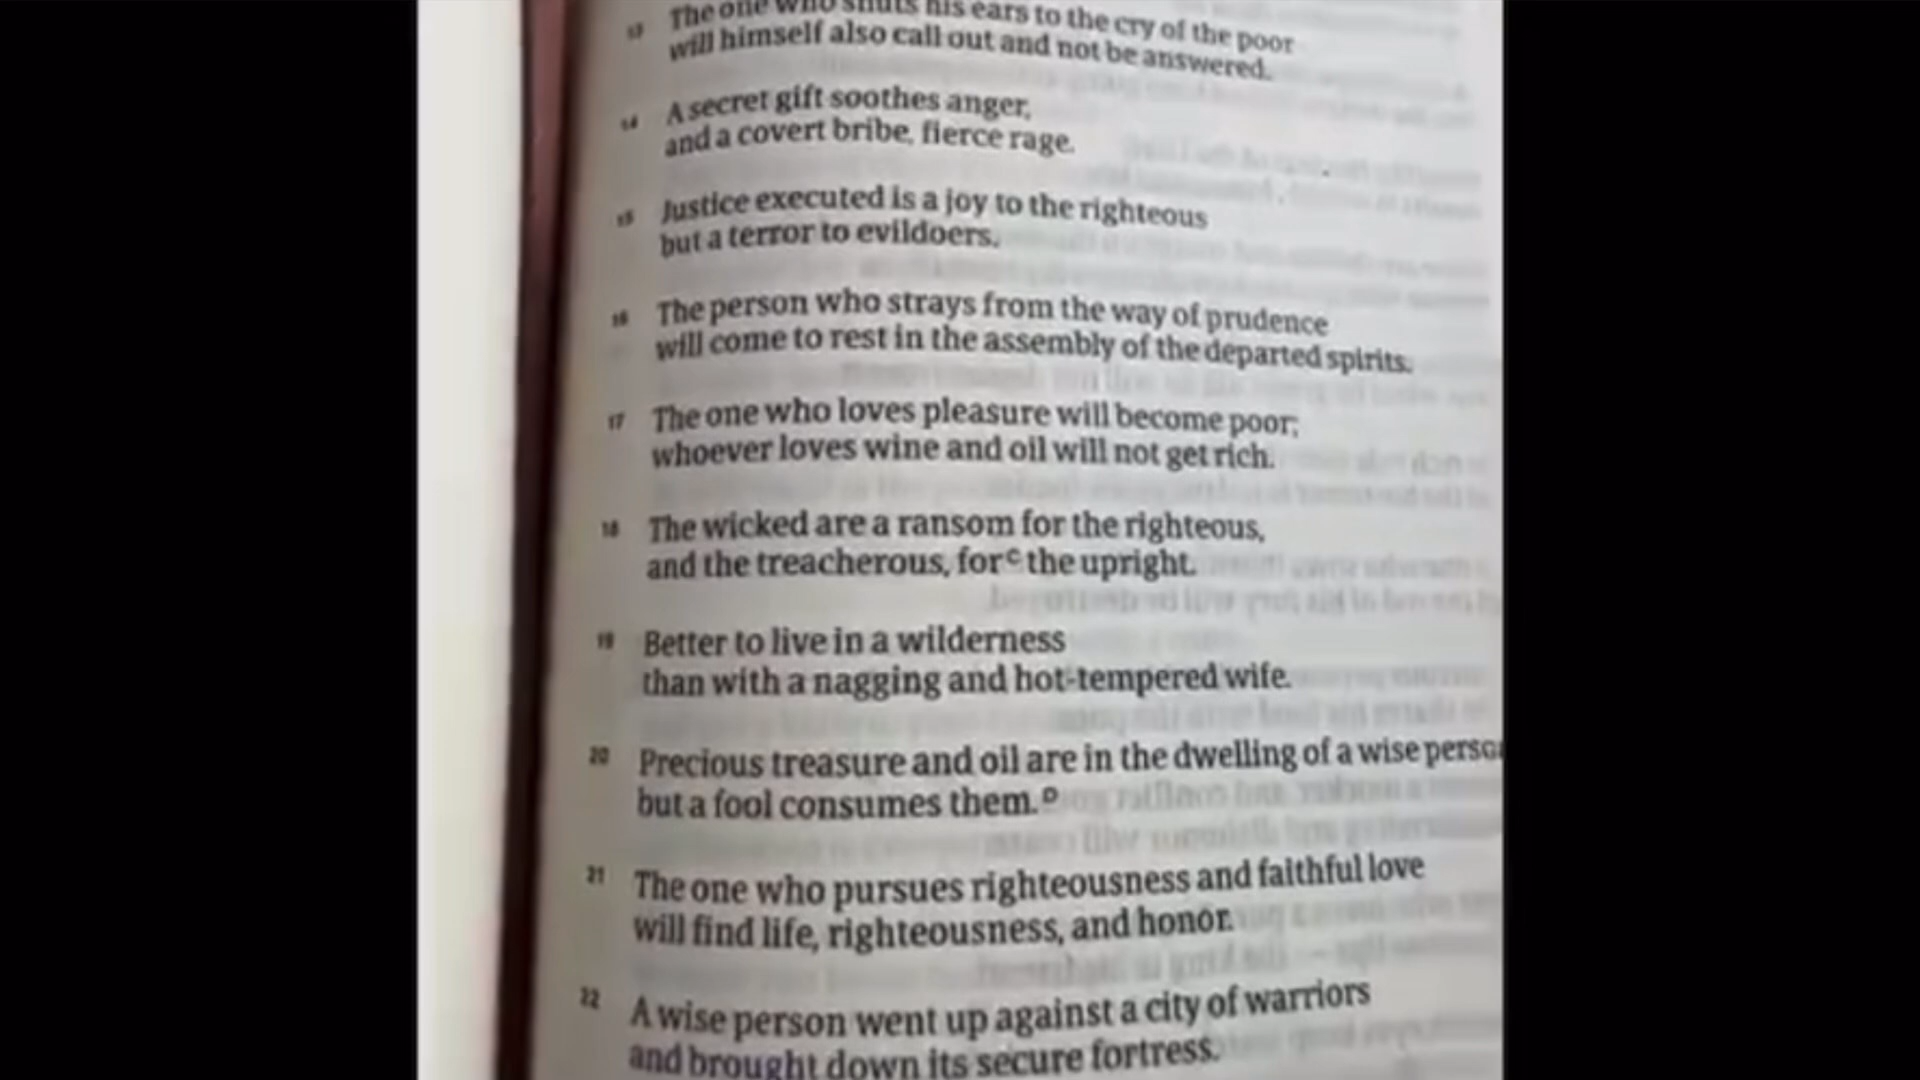 13 The one who shuts his ears to the cry of the poor
will himself also call out and not be answered.
14 A secret gift soothes anger,
and a covert bribe, fierce rage.
15 Justice executed is a joy to the righteous
but a terror to evildoers.
16 The person who strays from the way of prudence
will come to rest in the assembly of the departed spirits.
17 The one who loves pleasure will become poor;
whoever loves wine and oil will not get rich.
18 The wicked are a ransom for the righteous,
and the treacherous, for C the upright.
19 Better to live in a wilderness
than with a nagging and hot-tempered wife.
20 Precious treasure and oil are in the dwelling of a wise perso
but a fool consumes them. D
21 The one who pursues righteousness and faithful love
will find life, righteousness, and honor.
22 A wise person went up against a city of warriors
and brought down its secure fortress.